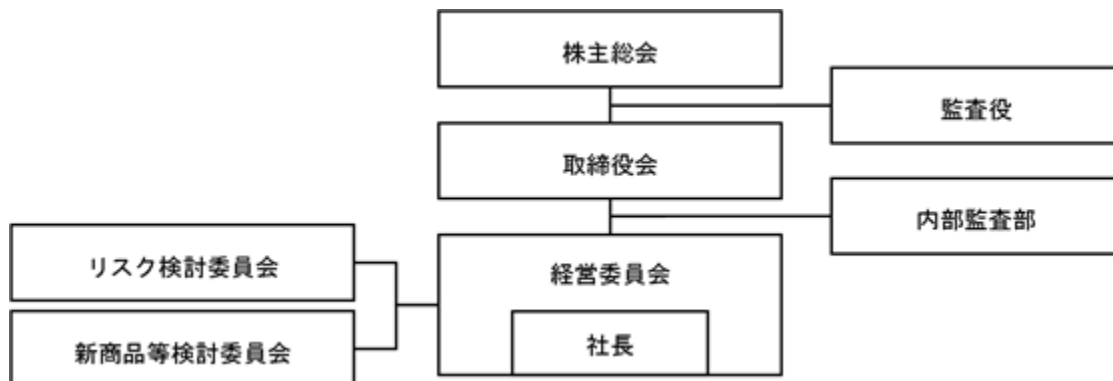 株主総会
監査役
取締役会
内部監査部
リスク検討委員会
経営委員会
社長
新商品等検討委員会